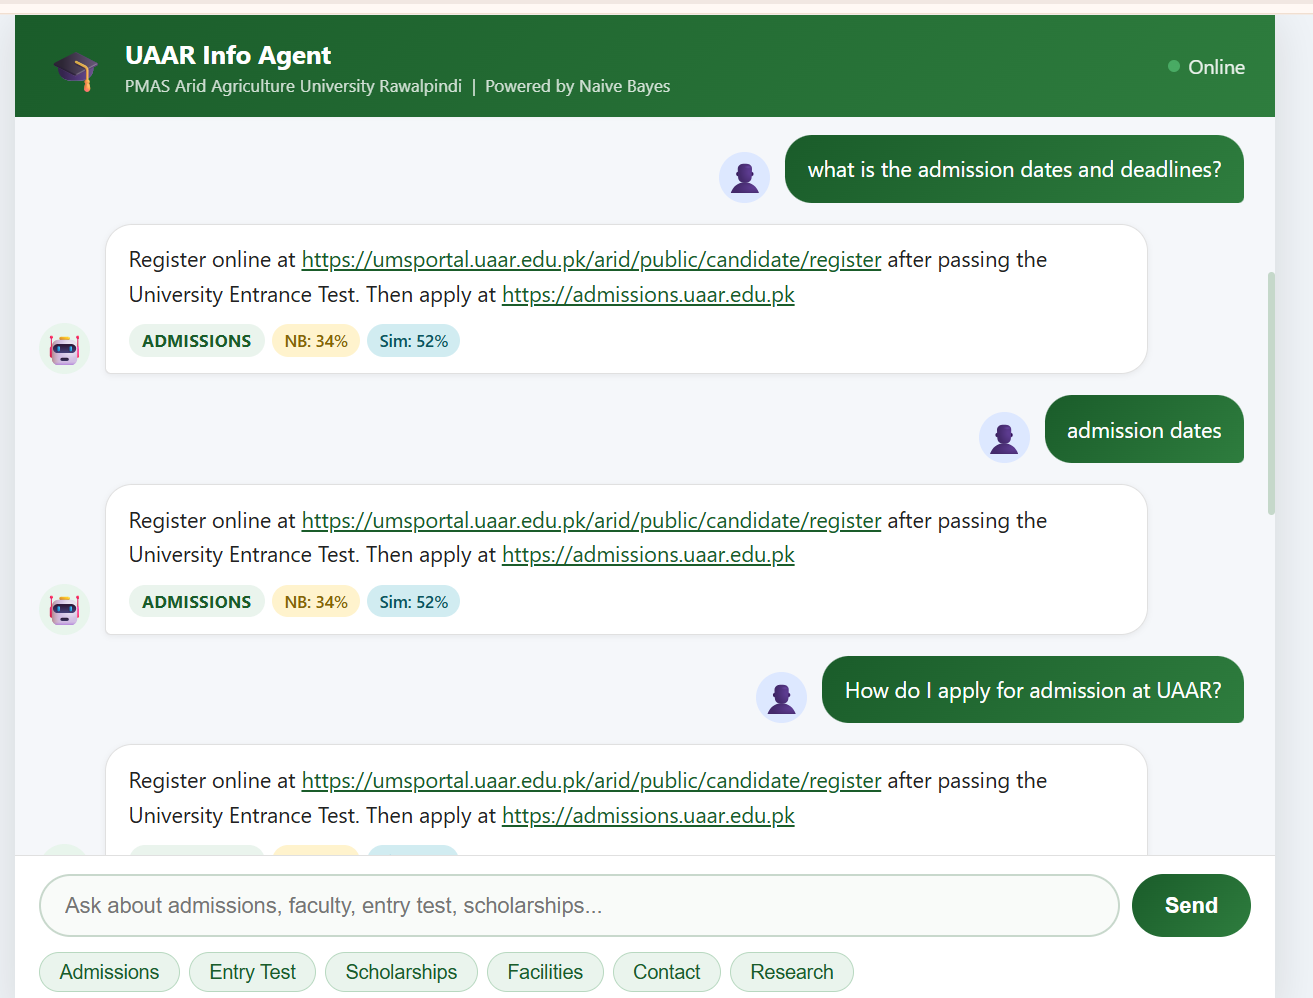 UAAR Info Agent
PMAS Arid Agriculture University Rawalpindi | Powered by Naive Bayes
Online
what is the admission dates and deadlines?
Register online at https://umsportal.uaar.edu.pk/arid/public/candidate/register after passing the
University Entrance Test. Then apply at https://admissions.uaar.edu.pk
ADMISSIONS NB: 34% Sim: 52%
admission dates
Register online at https://umsportal.uaar.edu.pk/arid/public/candidate/register after passing the
University Entrance Test. Then apply at https://admissions.uaar.edu.pk
ADMISSIONS NB: 34% Sim: 52%
How do I apply for admission at UAAR?
Register online at https://umsportal.uaar.edu.pk/arid/public/candidate/register after passing the
University Entrance Test. Then apply at https://admissions.uaar.edu.pk
Ask about admissions, faculty, entry test, scholarships...
Send
Admissions Entry Test Scholarships Facilities Contact Research